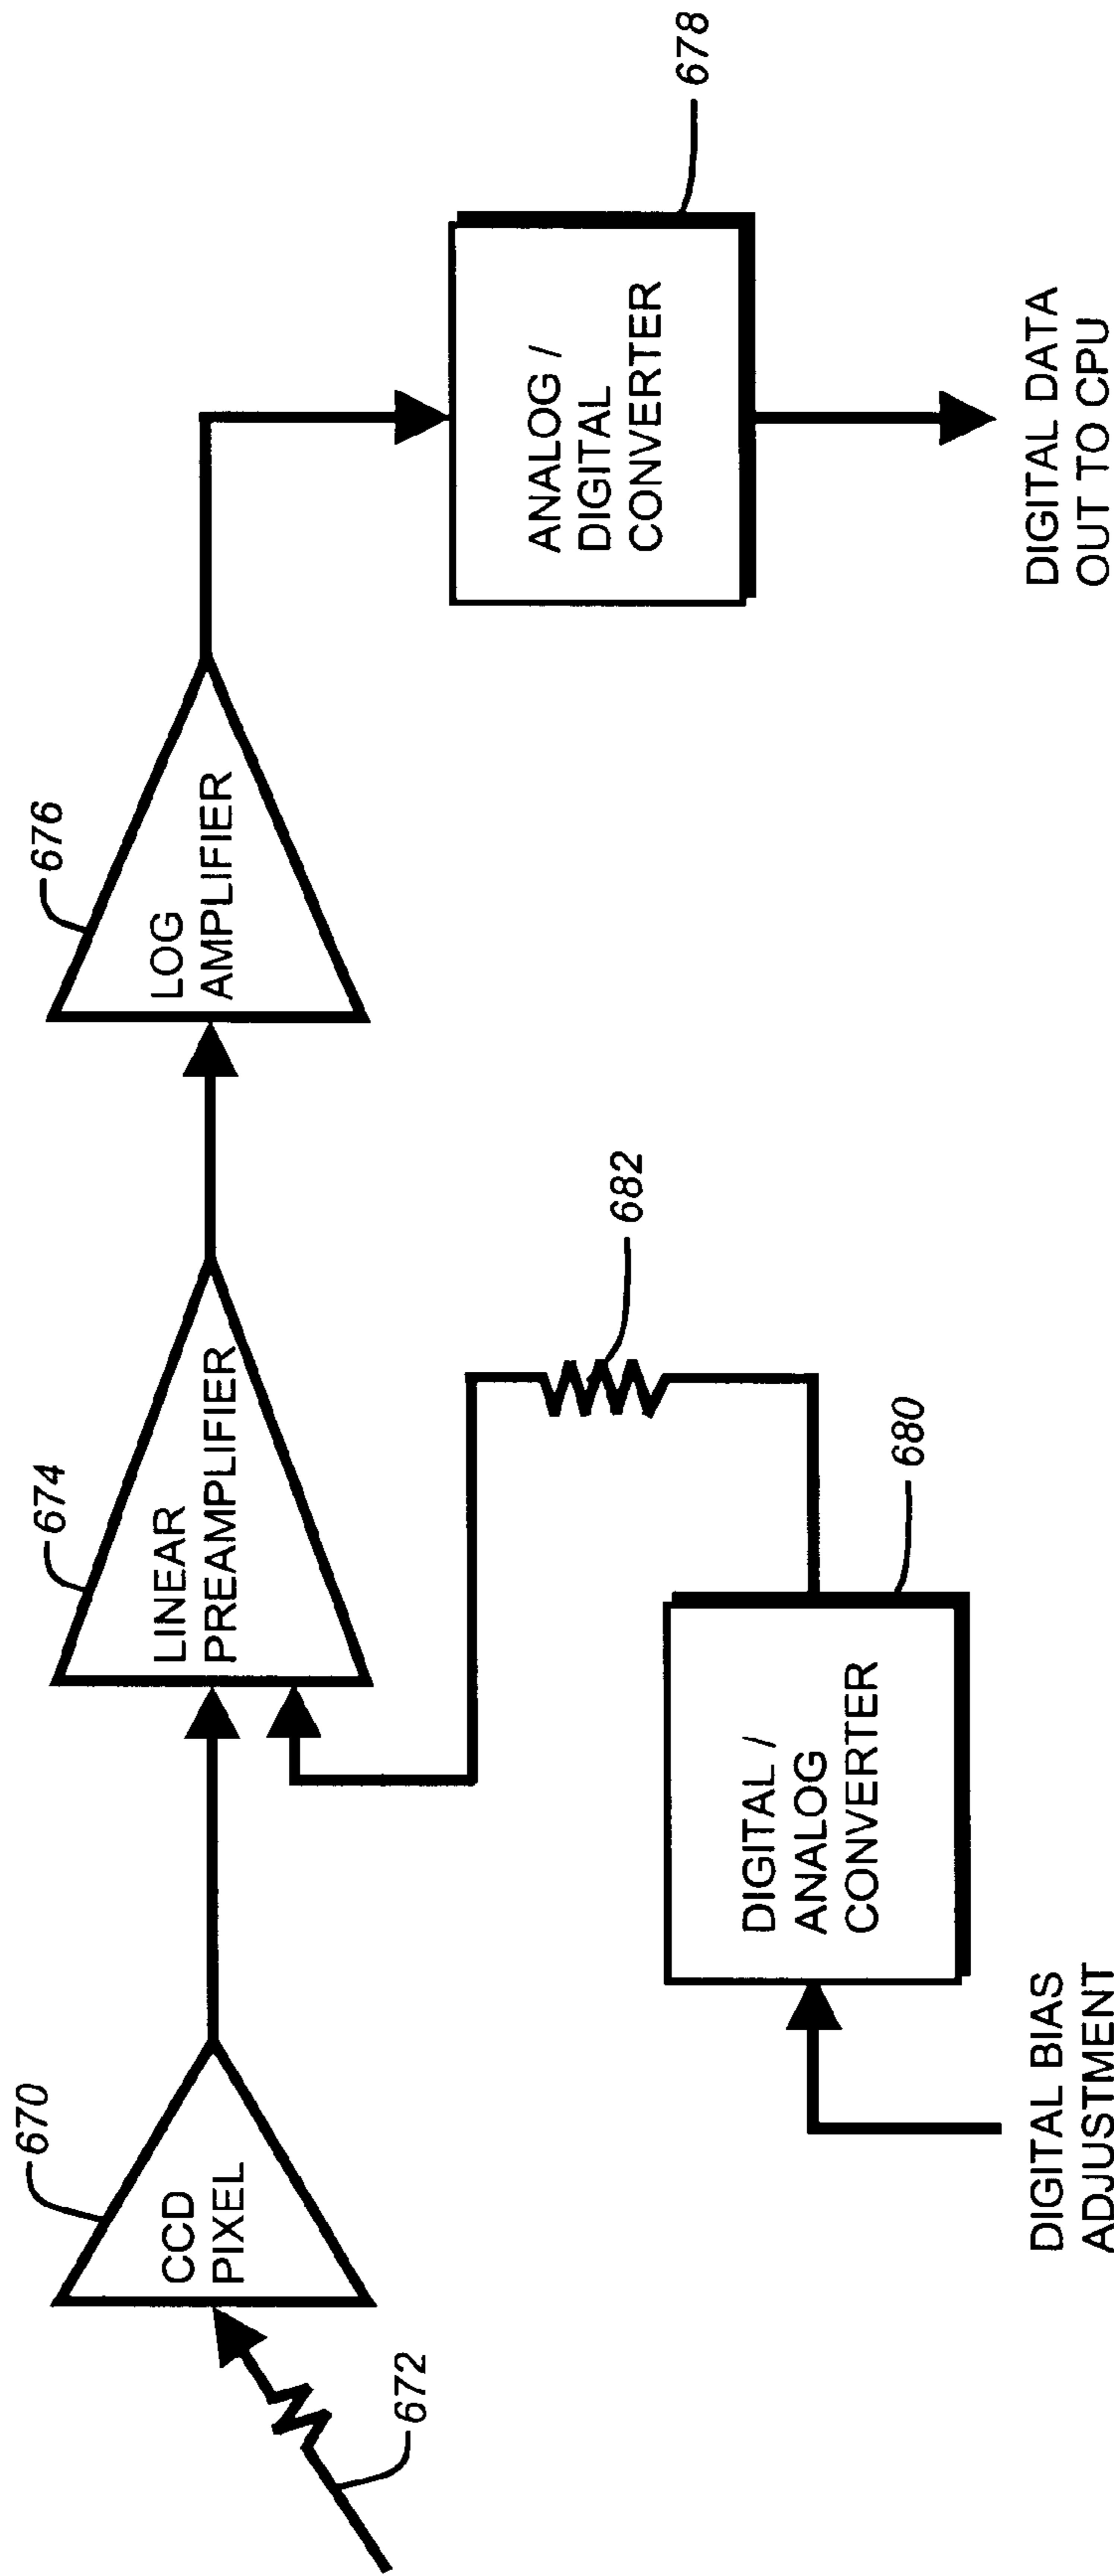 670
CCD
PIXEL
672
674
LINEAR
PREAMPLIFIER
676
LOG
AMPLIFIER
678
ANALOG /
DIGITAL
CONVERTER
DIGITAL DATA
OUT TO CPU
682
680
DIGITAL /
ANALOG
CONVERTER
DIGITAL BIAS
ADJUSTMENT